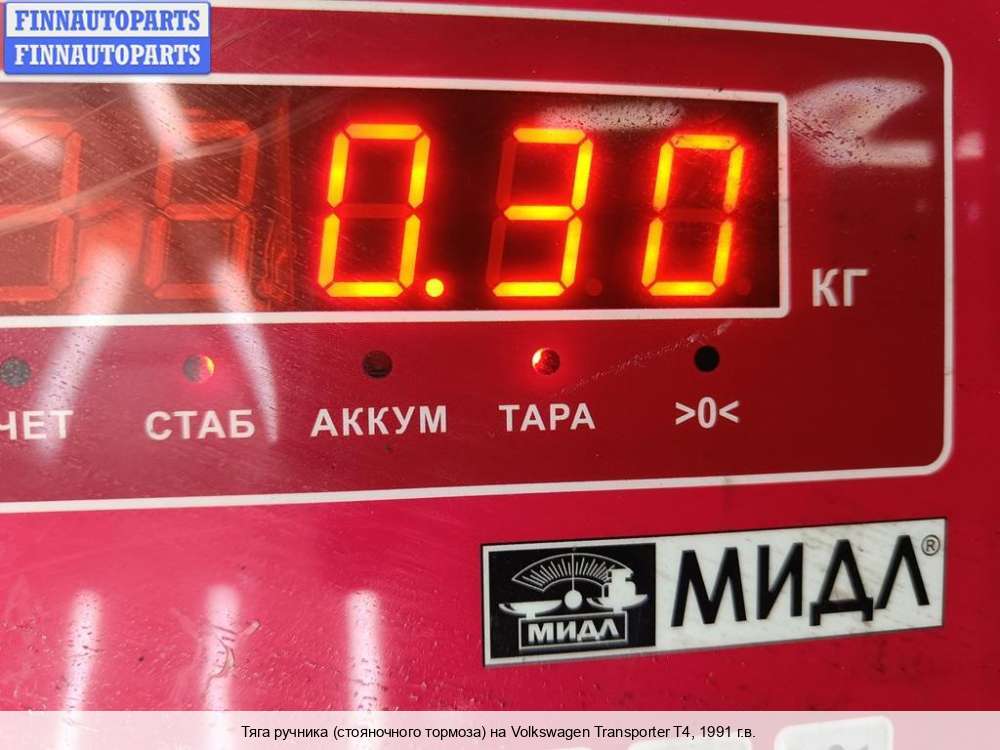 FINNAUTOPARTS
FINNAUTOPARTS
0.30
КГ
ЧЕТ СТАБ АККУМ ТАРА >0<
МИДЛ МИДЛ®
Тяга ручника (стояночного тормоза) на Volkswagen Transporter T4, 1991 г.в.